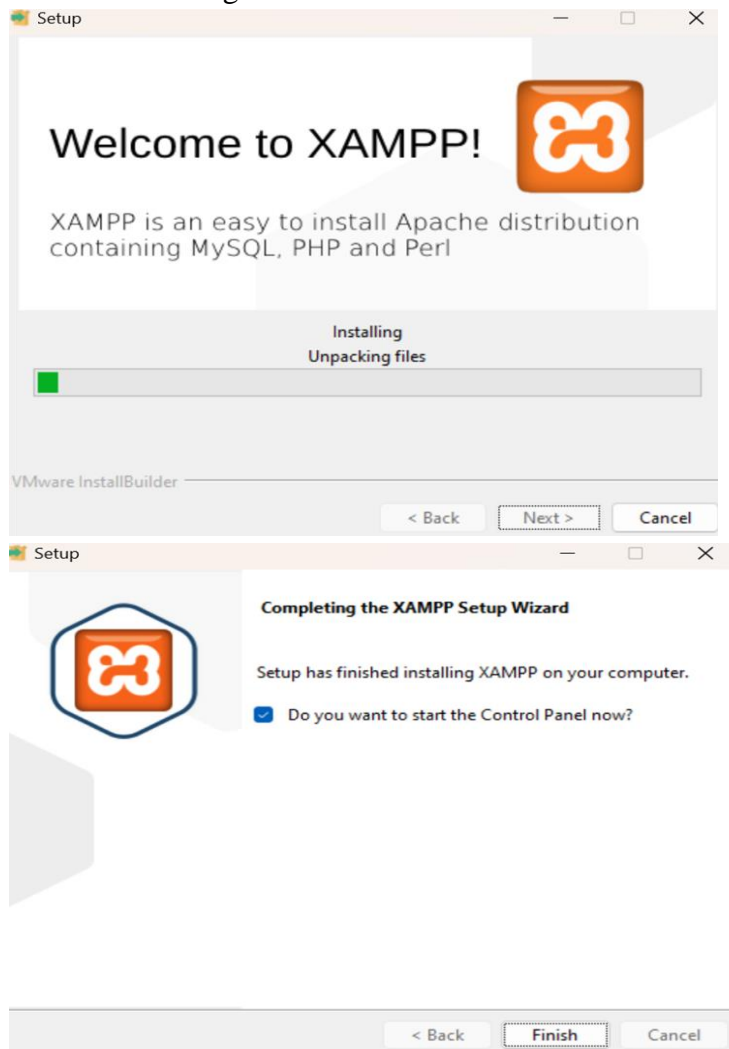 Setup
Welcome to XAMPP!
XAMPP is an easy to install Apache distribution
containing MySQL, PHP and Perl
Installing
Unpacking files
VMware InstallBuilder
< Back Next > Cancel
Setup
Completing the XAMPP Setup Wizard
Setup has finished installing XAMPP on your computer.
Do you want to start the Control Panel now?
< Back Finish Cancel